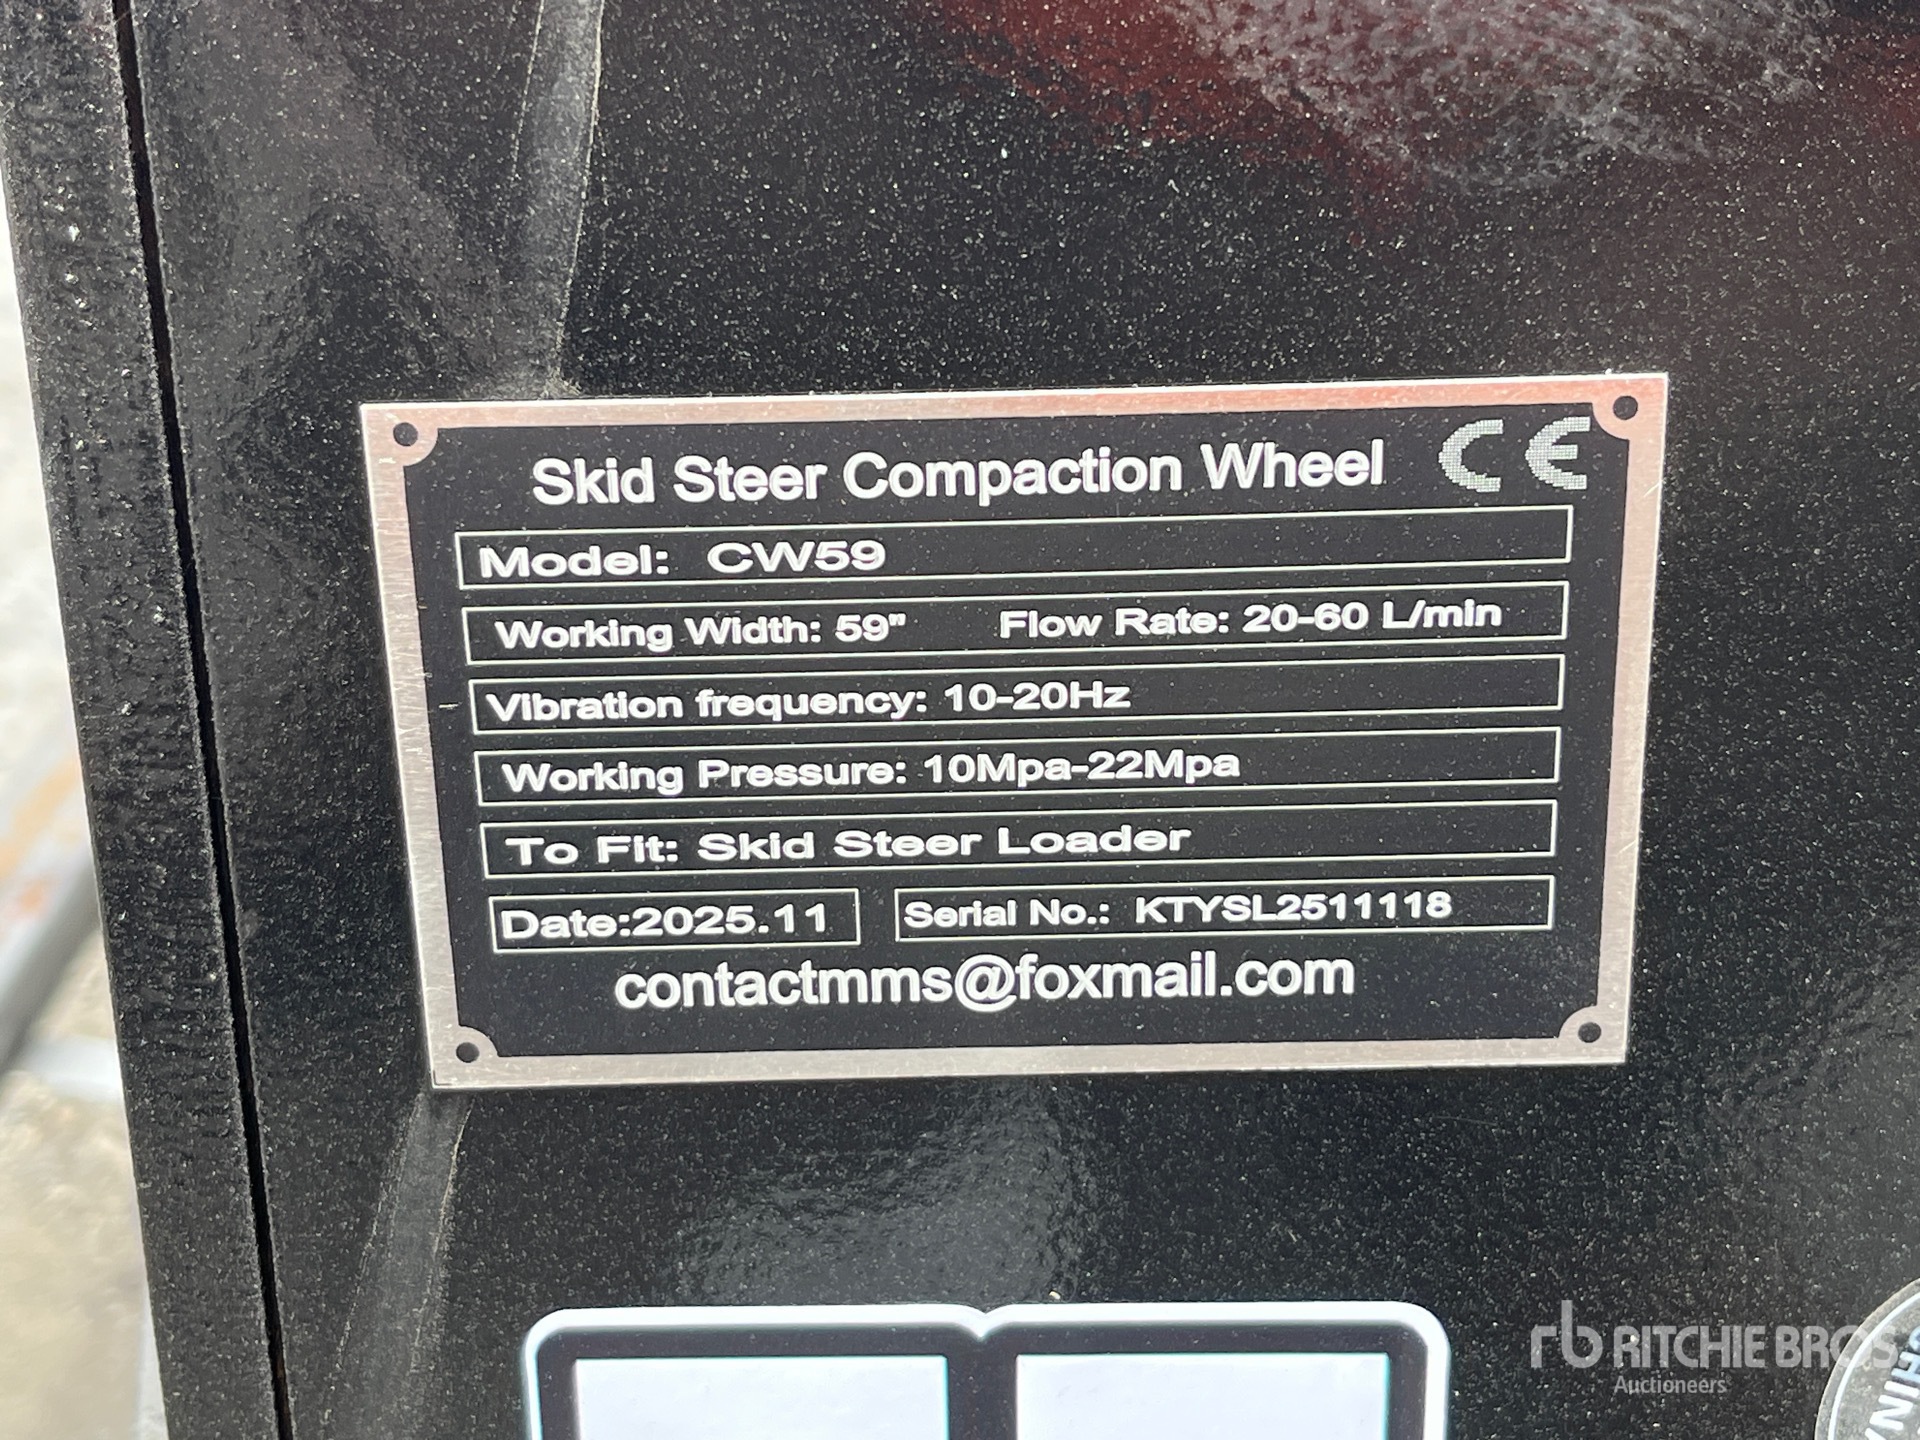 Skid Steer Compaction Wheel CE
Model: CW59
Working Width: 59" Flow Rate: 20-60 L/min
Vibration frequency: 10-20Hz
Working Pressure: 10Mpa-22Mpa
To Fit: Skid Steer Loader
Date:2025.11 Serial No.: KTYSL2511118
contactmms@foxmail.com
rb RITCHIE BROS
Auctioneers